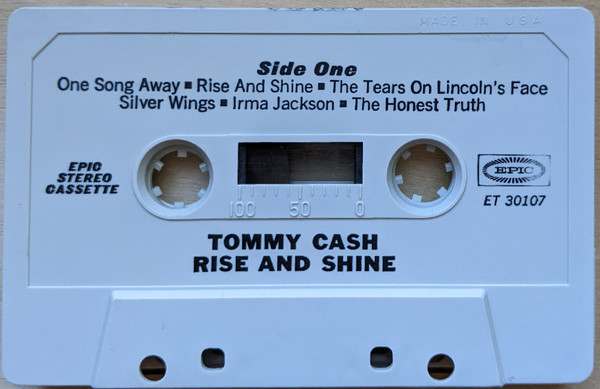 MADE IN USA
Side One
One Song Away ▪ Rise And Shine ▪ The Tears On Lincoln's Face
Silver Wings ▪ Irma Jackson ▪ The Honest Truth
EPIC
STEREO
CASSETTE
EPIC
ET 30107
100 50 0
TOMMY CASH
RISE AND SHINE